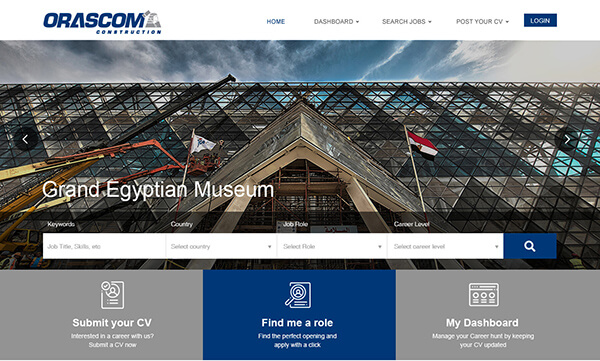 ORASCOM
CONSTRUCTION
HOME
DASHBOARD
SEARCH JOBS
POST YOUR CV
LOGIN
Grand Egyptian Museum
Keywords
Country
Job Role
Career Level
Job Title, Skills, etc
Select country
Select Role
Select career level
Submit your CV
Interested in a career with us?
Submit a CV now
Find me a role
Find the perfect opening and
apply with a click
My Dashboard
Manage your Career hunt by keeping
your CV updated